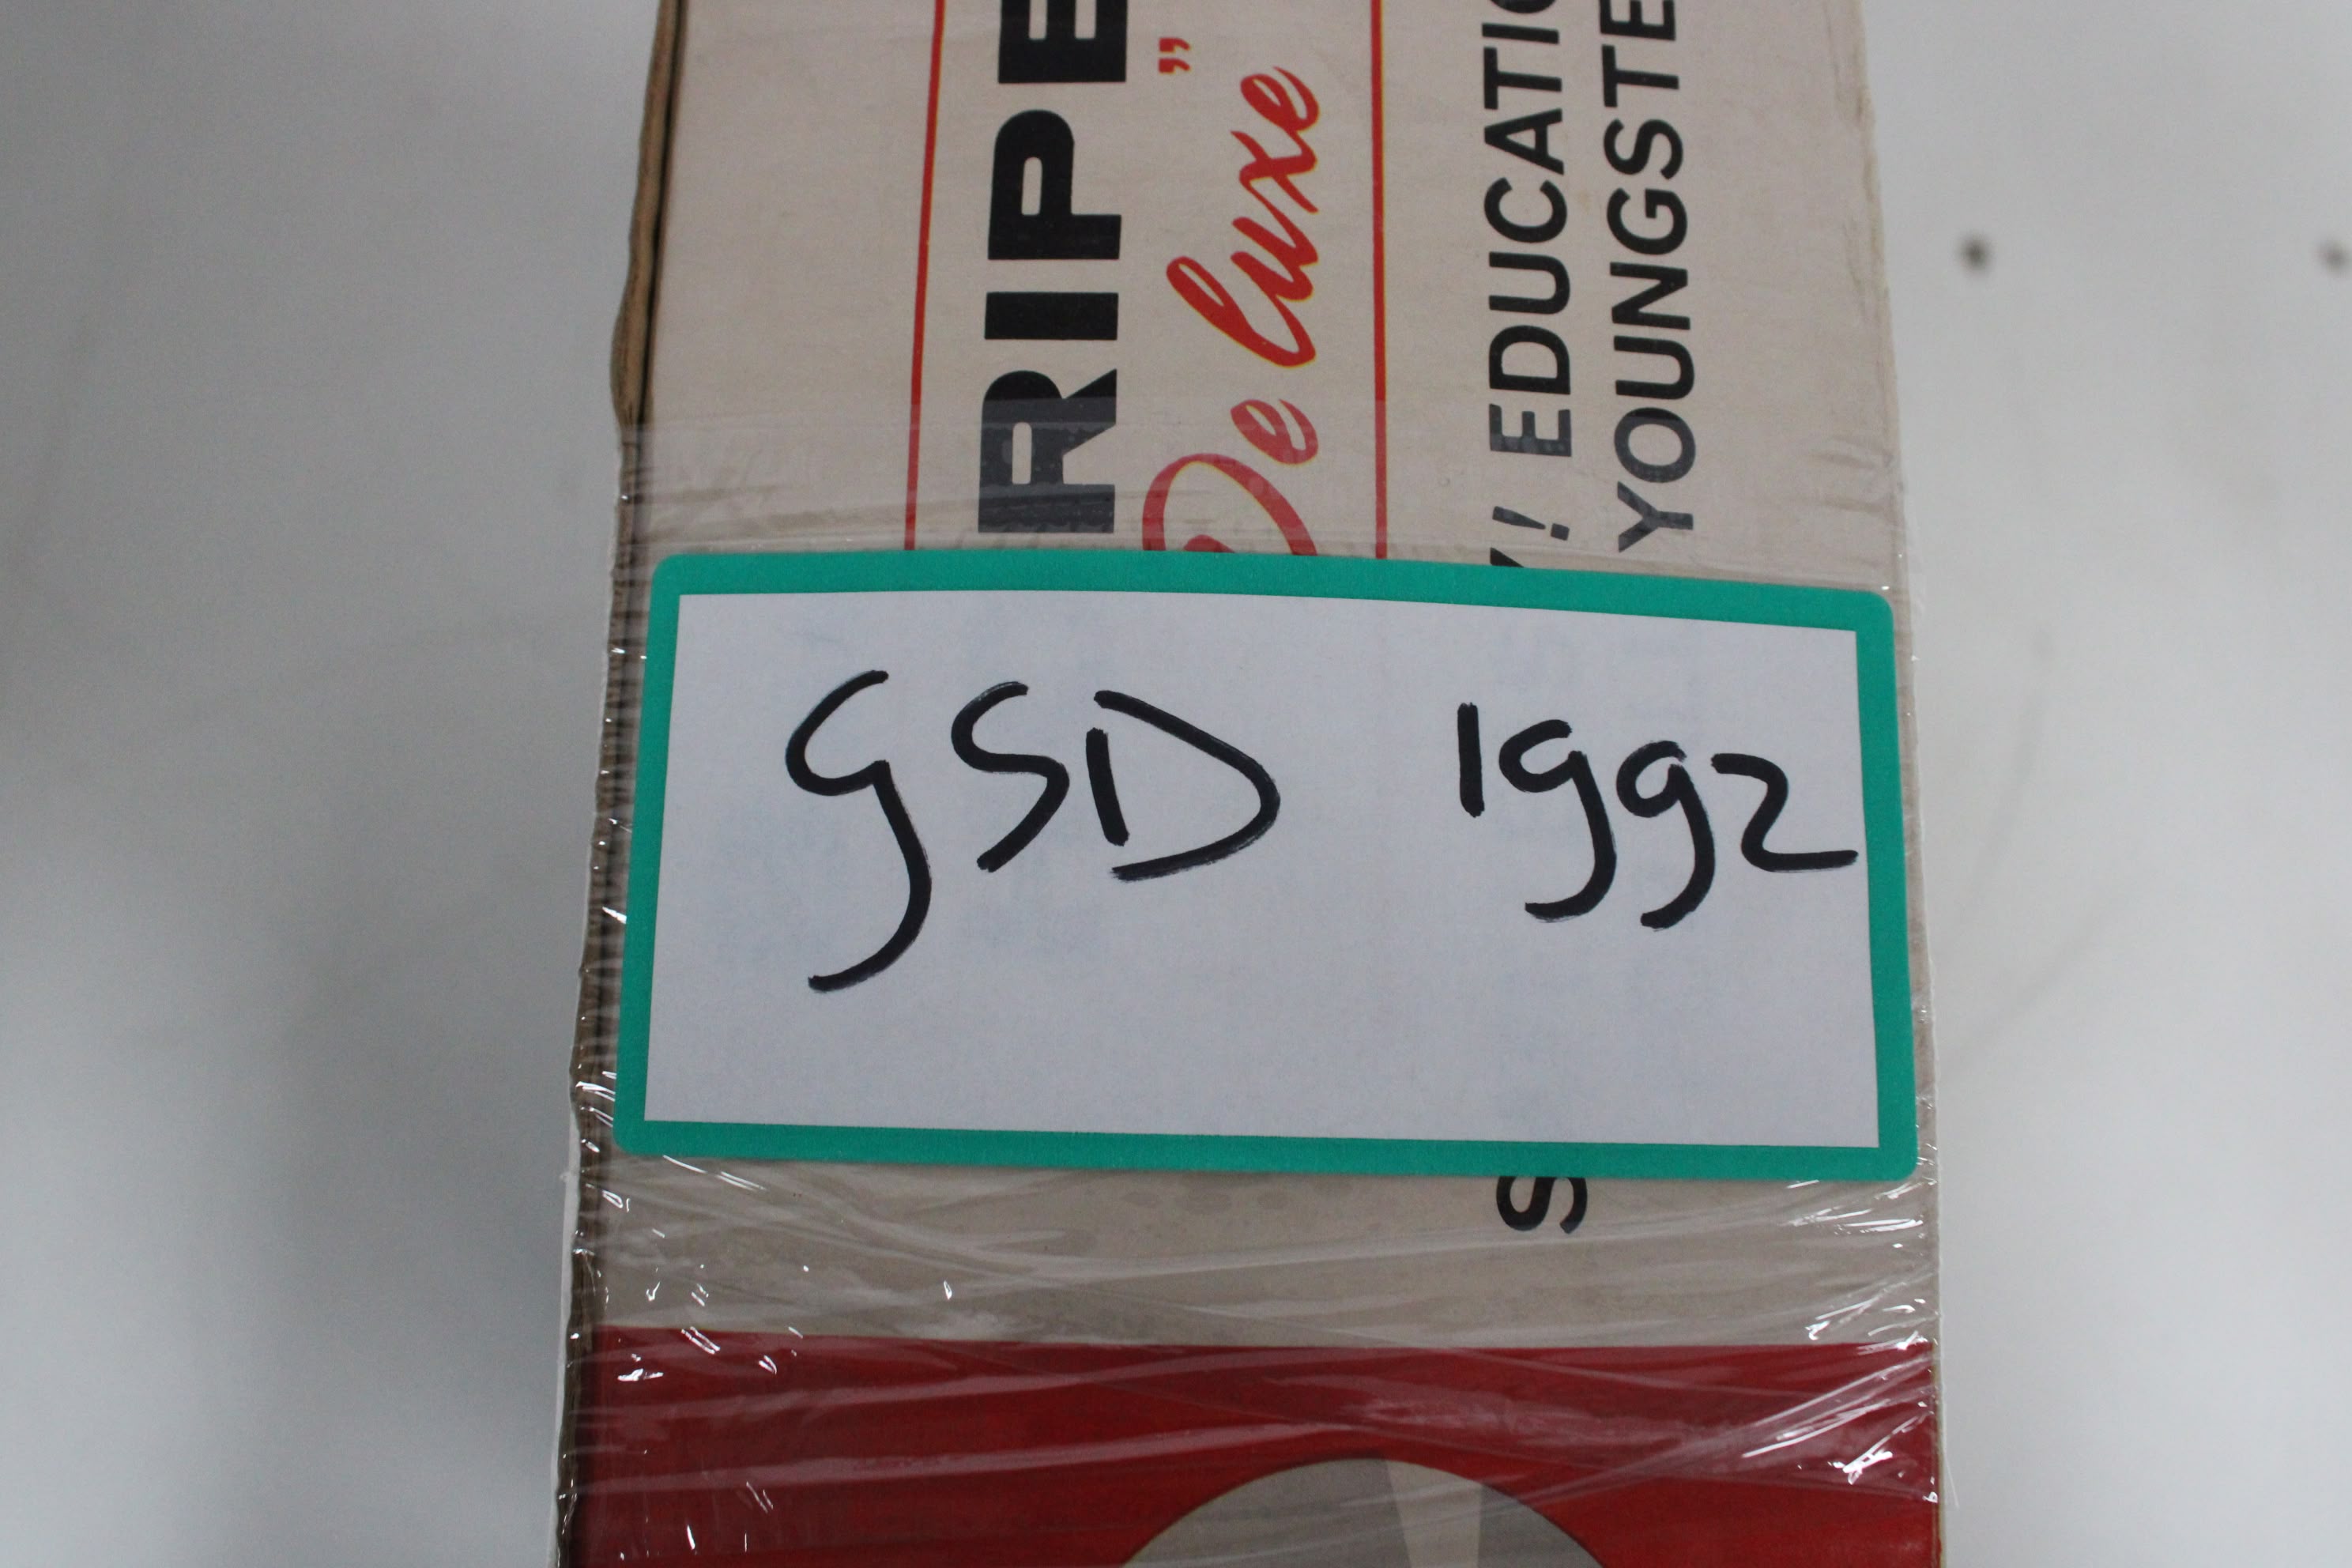 RIPE
"
De luxe
! EDUCATIO
YOUNGSTE
S
GSD 1992